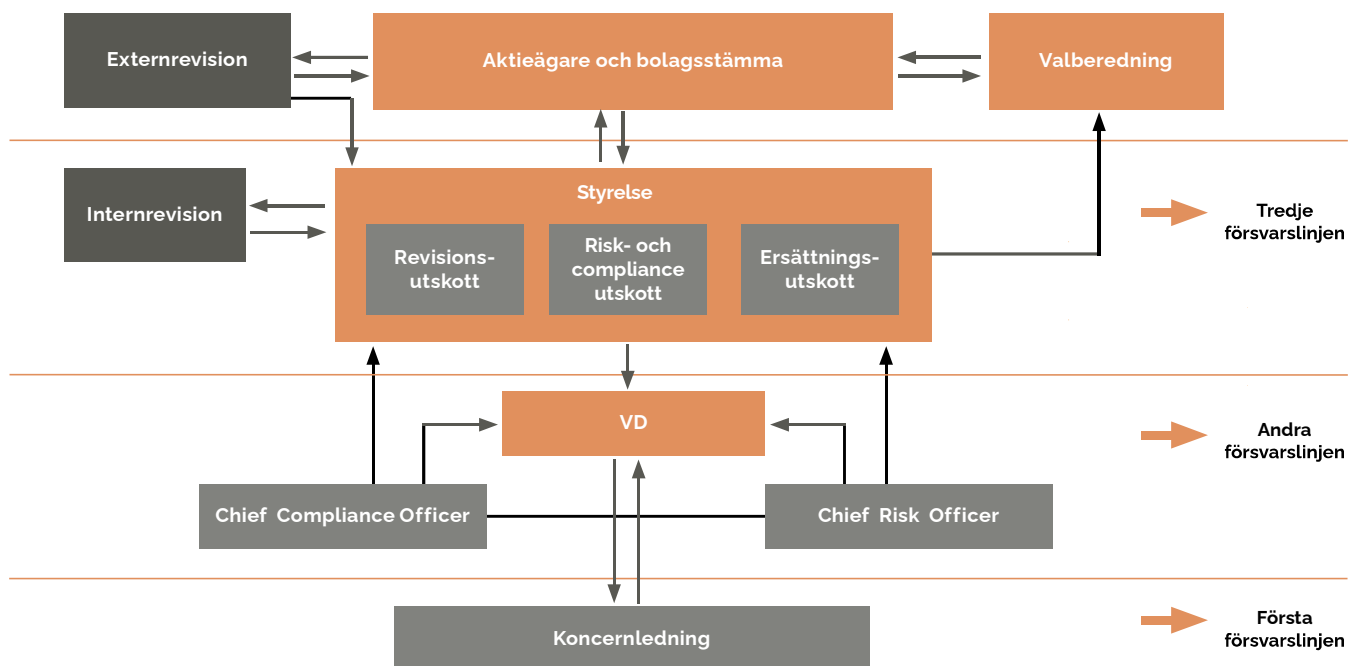 Externrevision
Aktieägare och bolagsstämma
Valberedning
Internrevision
Styrelse
Revisions-
utskott
Risk- och
compliance
utskott
Ersättnings-
utskott
Tredje
försvarslinjen
VD
Andra
försvarslinjen
Chief Compliance Officer
Chief Risk Officer
Koncernledning
Första
försvarslinjen